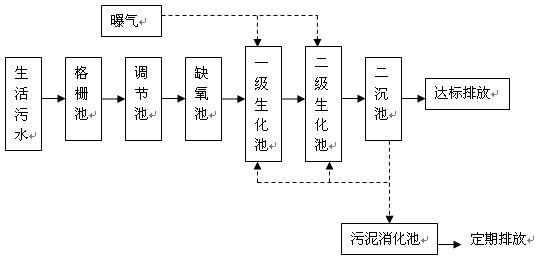 曝气
生活污水
格栅池
调节池
缺氧池
一级生化池
二级生化池
二沉池
达标排放
污泥消化池
定期排放